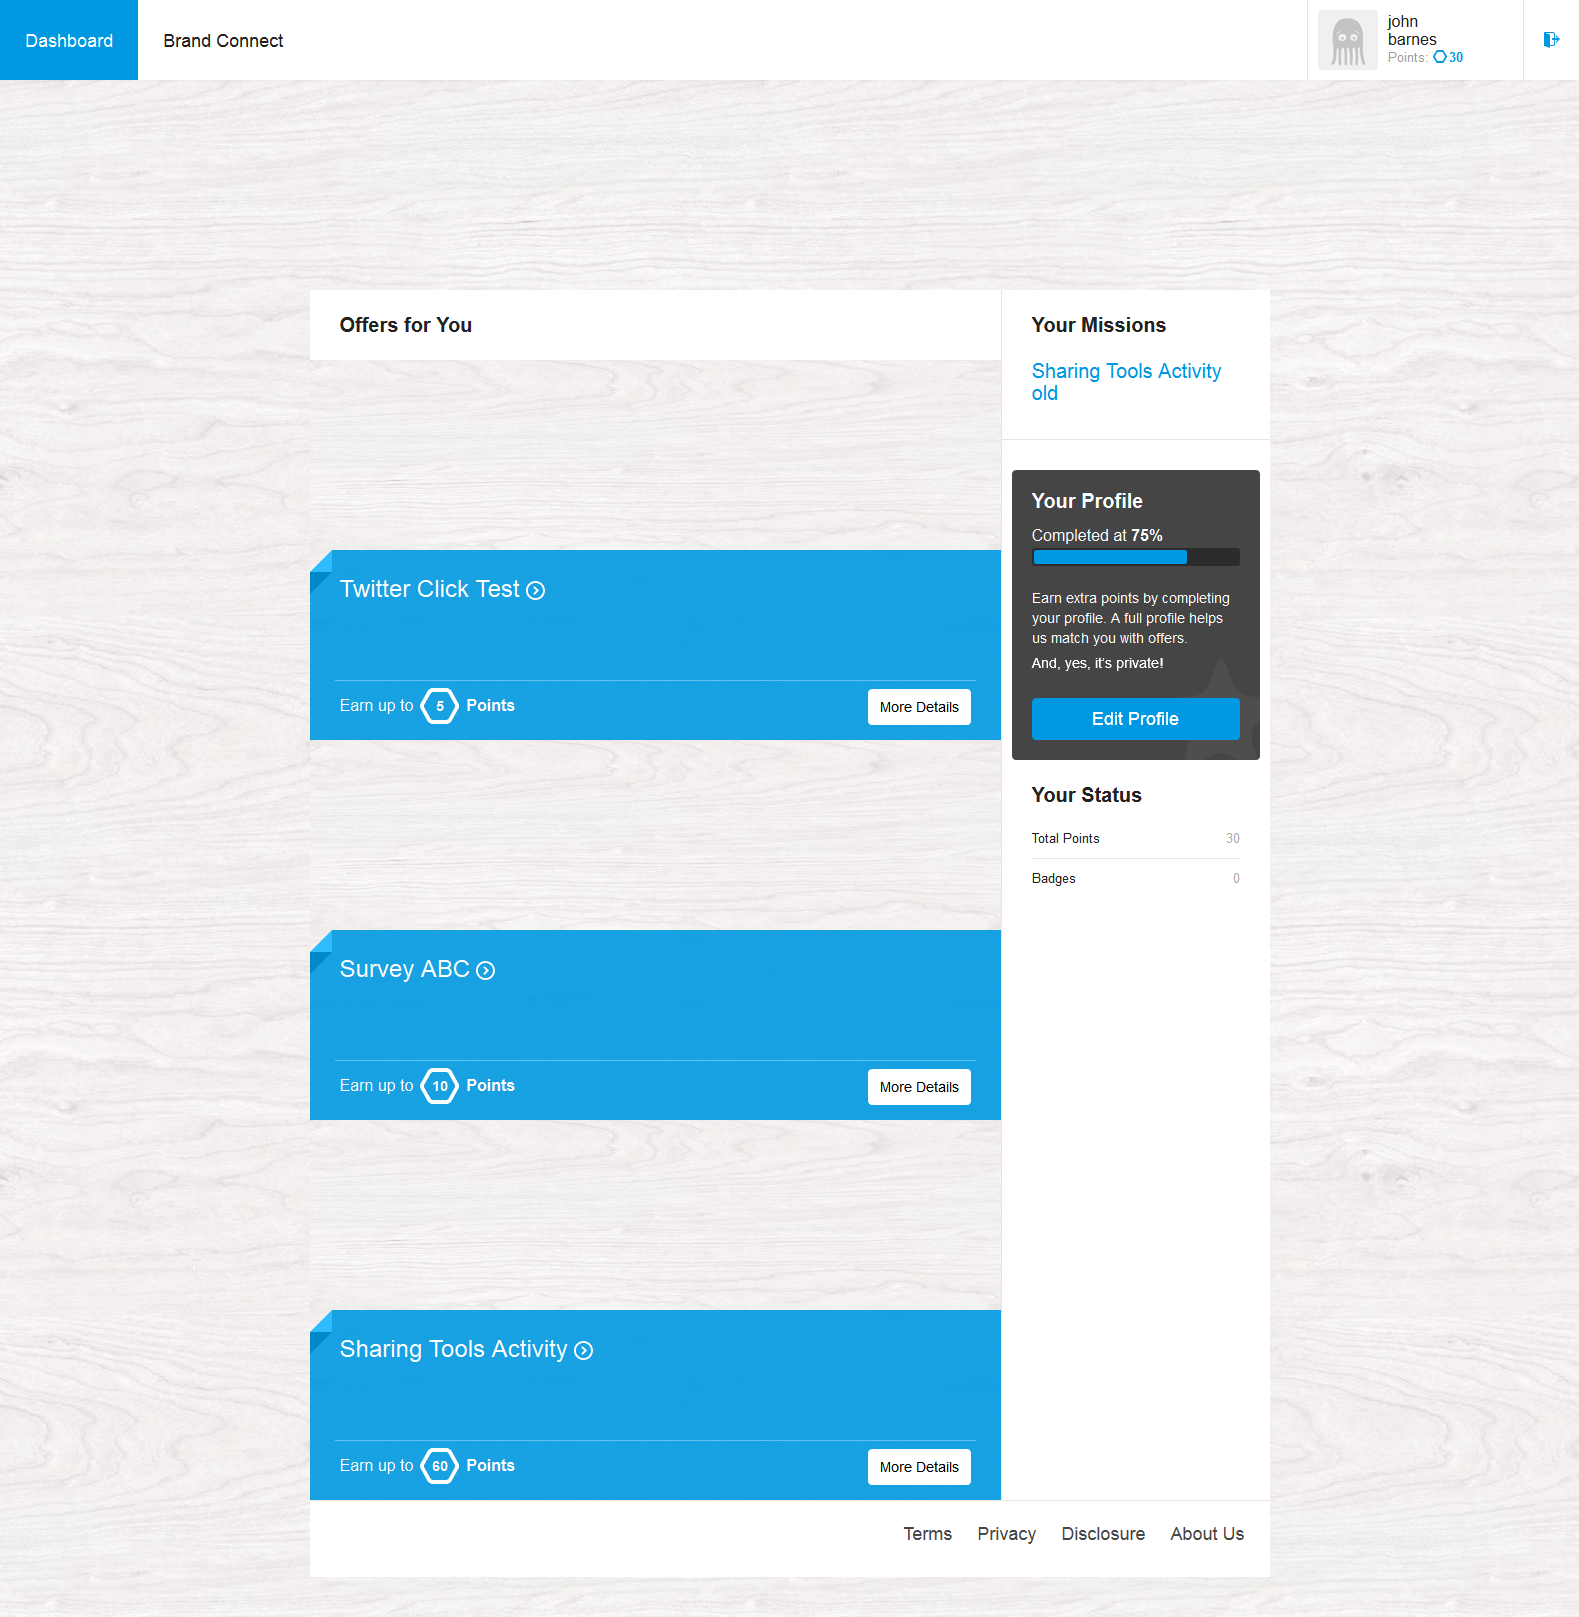 Dashboard
Brand Connect
john
barnes
Points: 30
Offers for You
Twitter Click Test
Earn up to 5 Points
More Details
Survey ABC
Earn up to 10 Points
More Details
Sharing Tools Activity
Earn up to 60 Points
More Details
Your Missions
Sharing Tools Activity
old
Your Profile
Completed at 75%
Earn extra points by completing
your profile. A full profile helps
us match you with offers.
And, yes, it's private!
Edit Profile
Your Status
Total Points 30
Badges 0
Terms Privacy Disclosure About Us